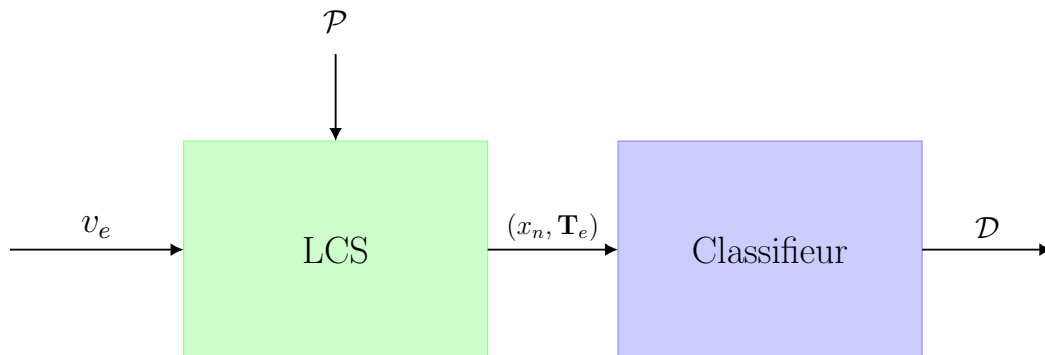 𝒫
v_e
LCS
(x_n, 𝐓_e)
Classifieur
𝒟